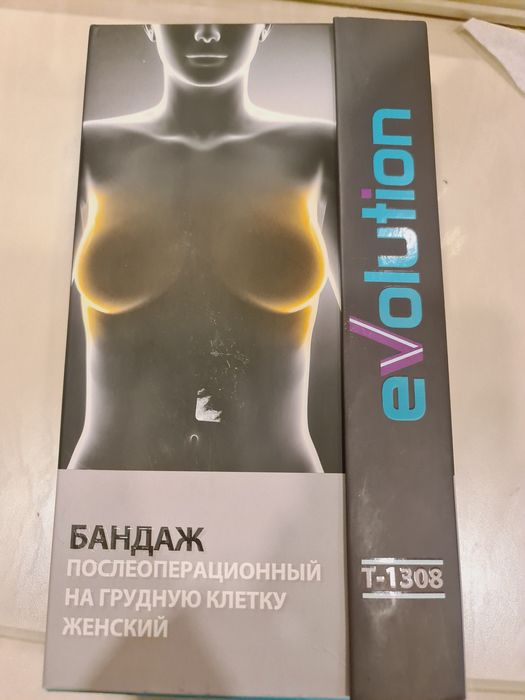 evolution
БАНДАЖ
ПОСЛЕОПЕРАЦИОННЫЙ
НА ГРУДНУЮ КЛЕТКУ
ЖЕНСКИЙ
Т-1308